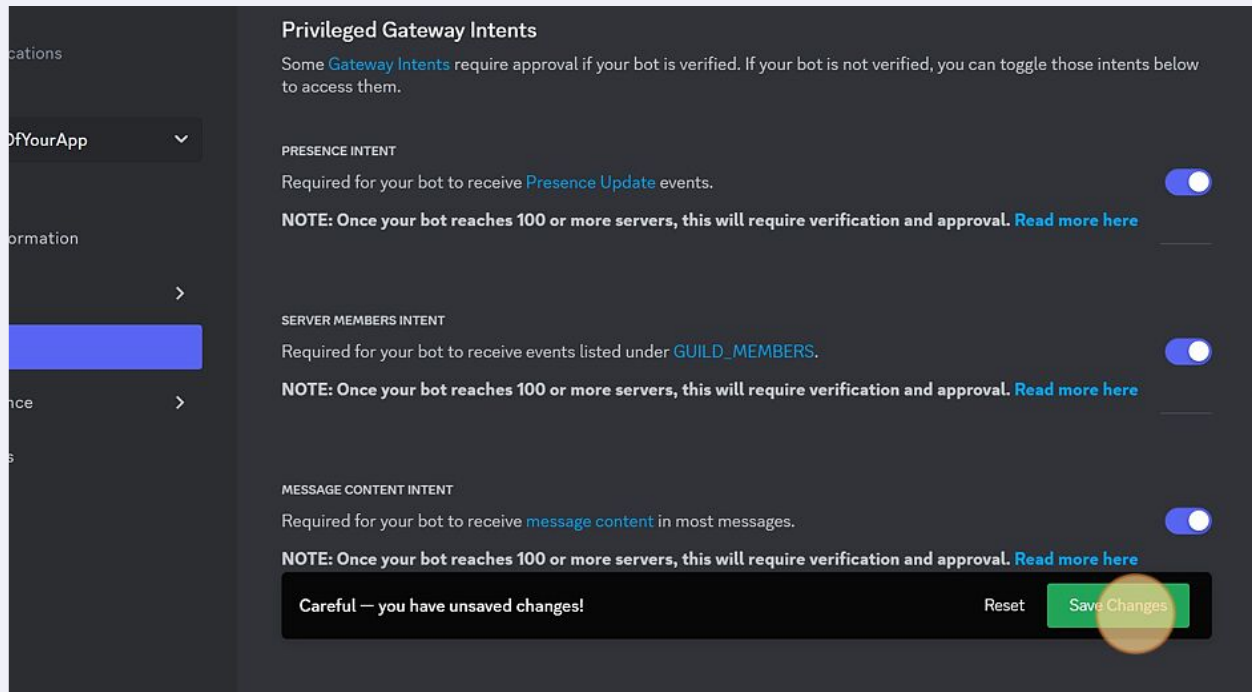 Privileged Gateway Intents
cations
Some Gateway Intents require approval if your bot is verified. If your bot is not verified, you can toggle those intents below
to access them.
OfYourApp
PRESENCE INTENT
Required for your bot to receive Presence Update events.
NOTE: Once your bot reaches 100 or more servers, this will require verification and approval. Read more here
ormation
SERVER MEMBERS INTENT
Required for your bot to receive events listed under GUILD_MEMBERS.
NOTE: Once your bot reaches 100 or more servers, this will require verification and approval. Read more here
nce
s
MESSAGE CONTENT INTENT
Required for your bot to receive message content in most messages.
NOTE: Once your bot reaches 100 or more servers, this will require verification and approval. Read more here
Careful — you have unsaved changes!
Reset
Save Changes